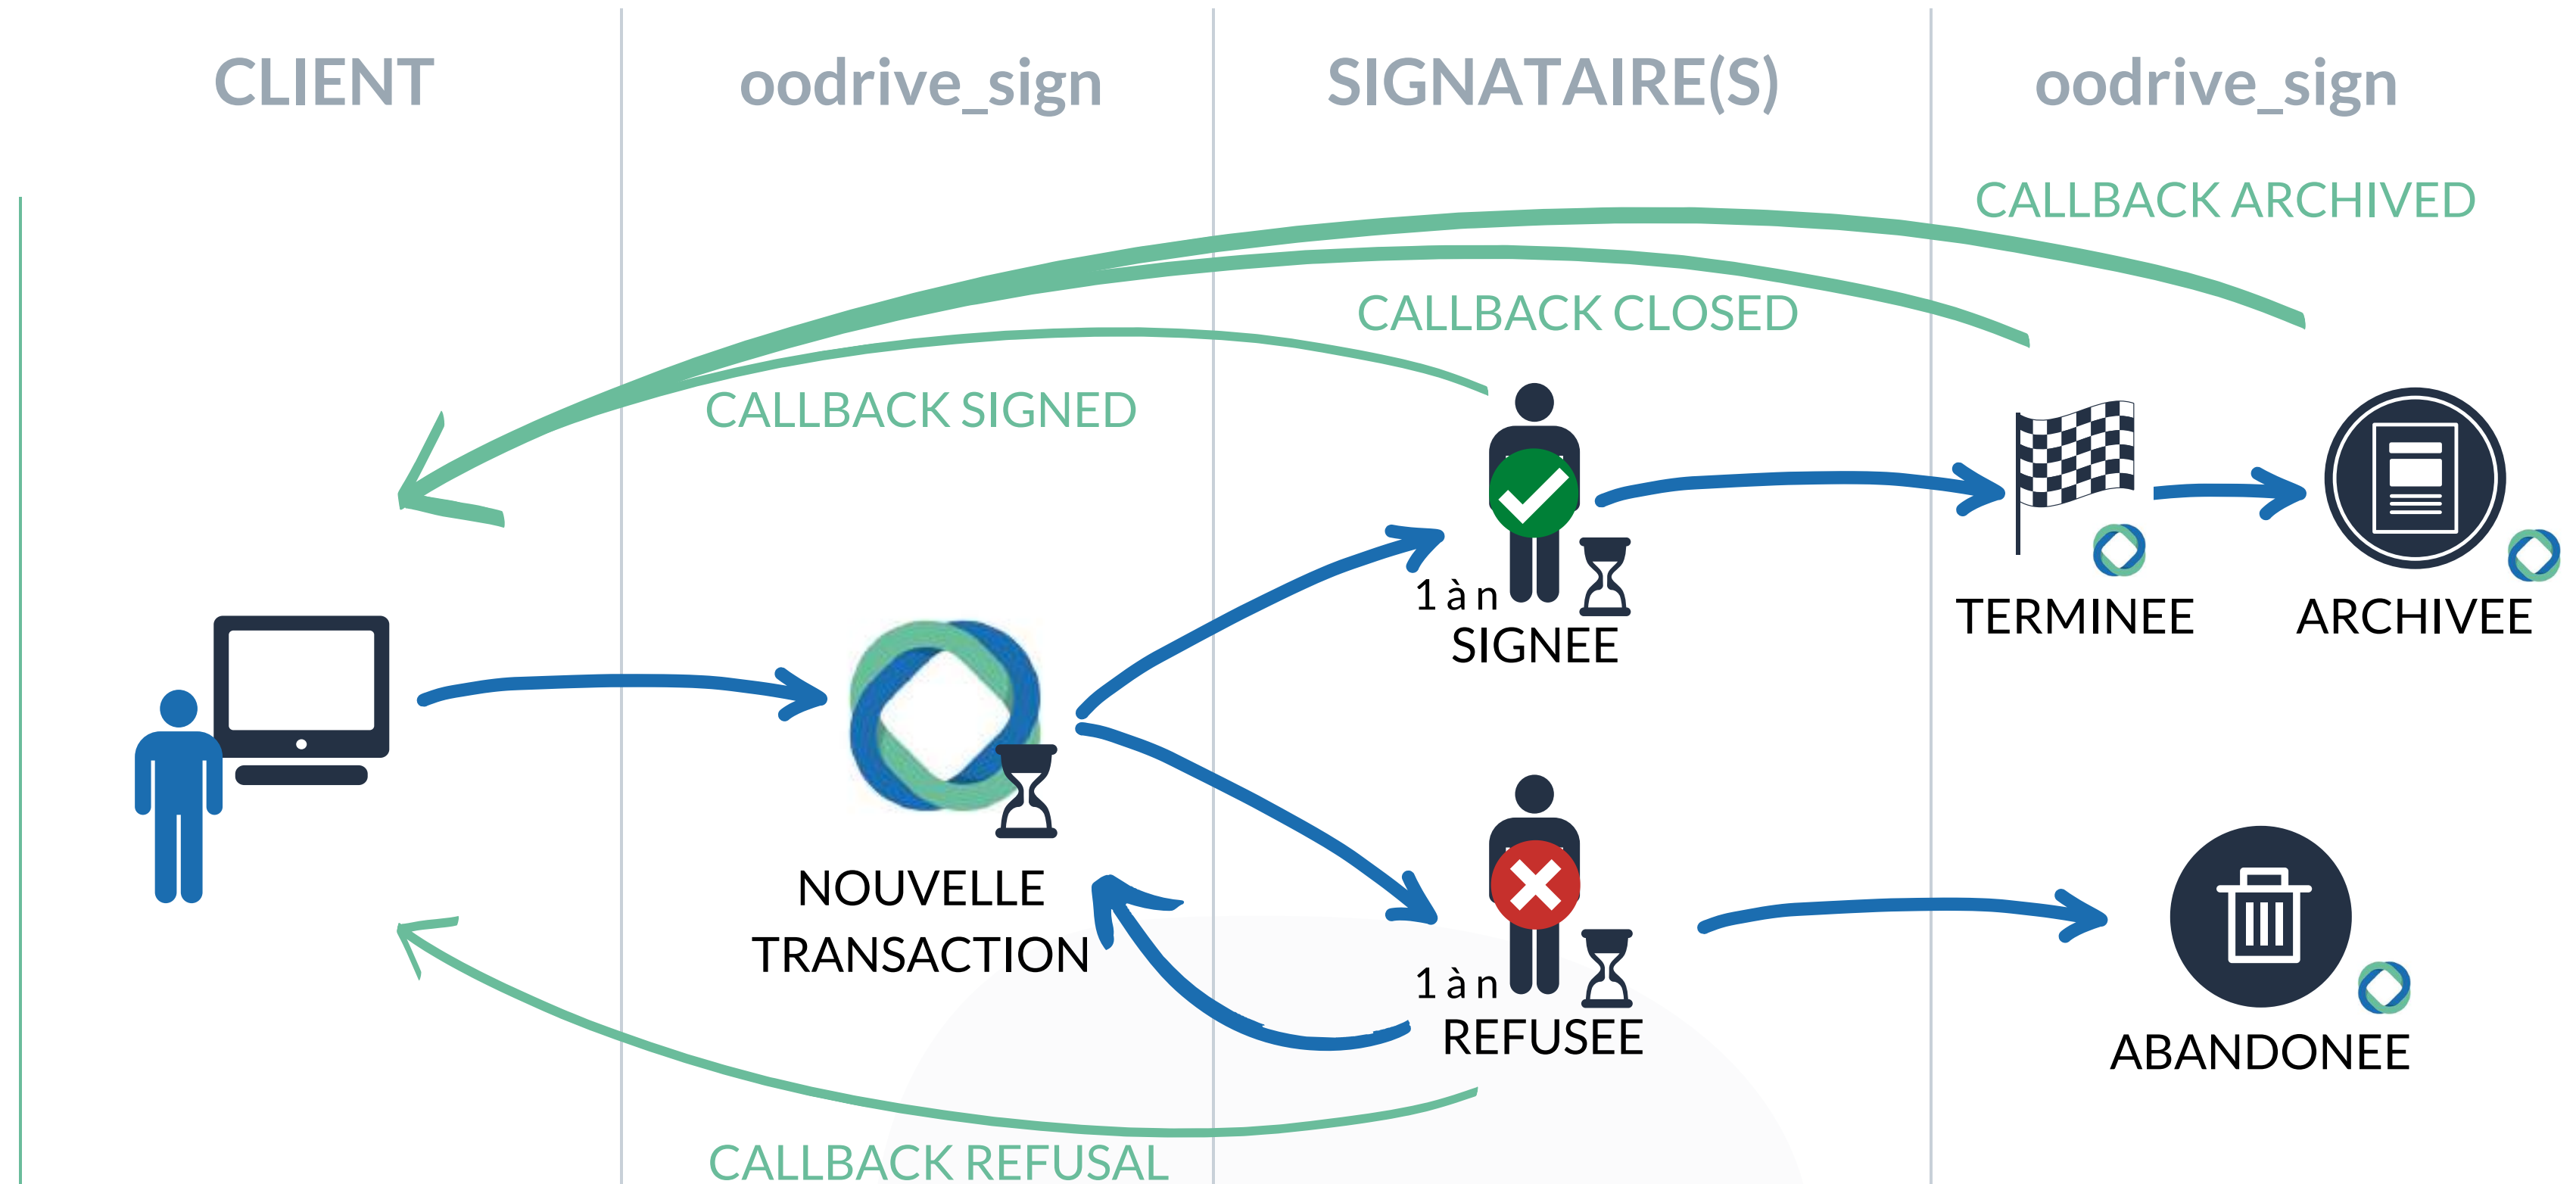 CLIENT
oodrive_sign
SIGNATAIRE(S)
oodrive_sign
CALLBACK ARCHIVED
CALLBACK CLOSED
CALLBACK SIGNED
1 à n
SIGNEE
TERMINEE
ARCHIVEE
NOUVELLE
TRANSACTION
1 à n
REFUSEE
ABANDONEE
CALLBACK REFUSAL